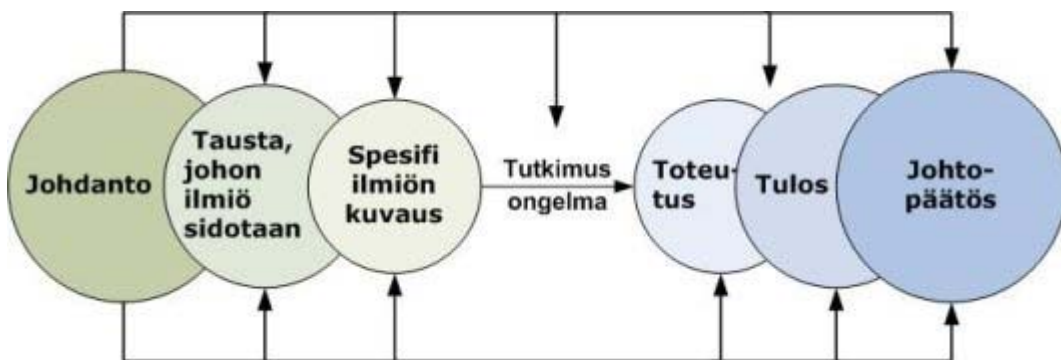 Johdanto
Tausta,
johon
ilmiö
sidotaan
Spesifi
ilmiön
kuvaus
Tutkimus
ongelma
Toteu-
tus
Tulos
Johto-
päätös